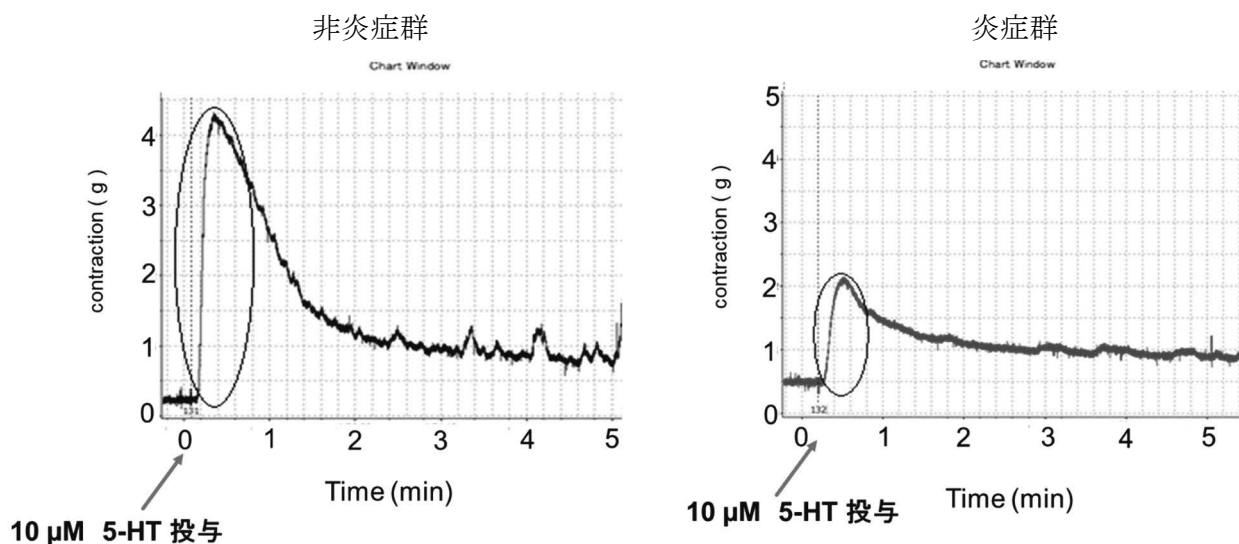 非炎症群
Chart Window
contraction ( g )
4
3
2
1
0
131
0 1 2 3 4 5
Time (min)
10 μM 5-HT 投与
炎症群
Chart Window
contraction ( g )
5
4
3
2
1
0
132
0 1 2 3 4 5
Time (min)
10 μM 5-HT 投与